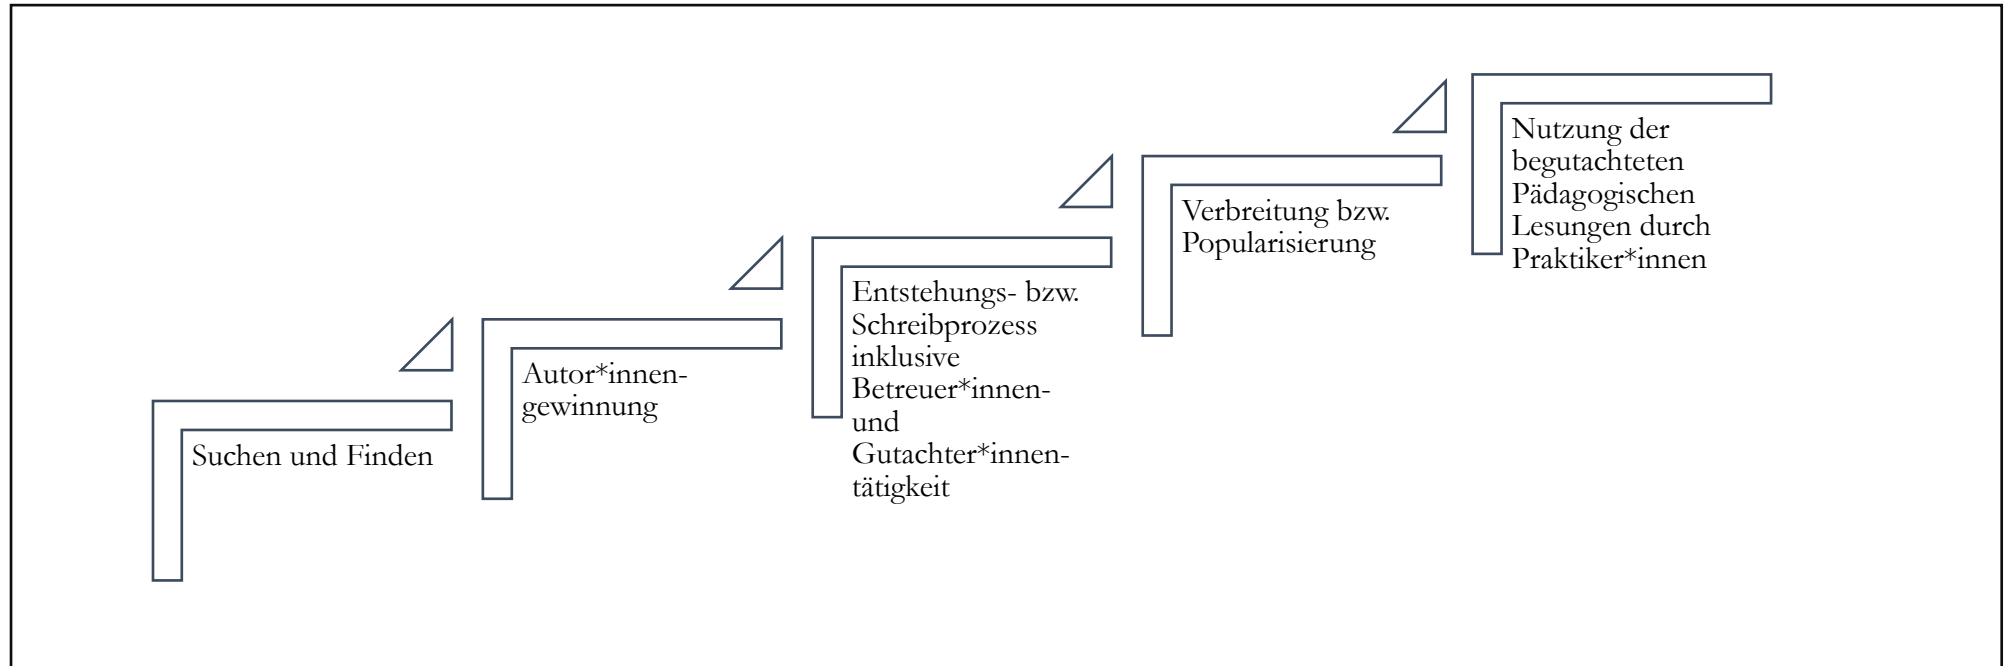 Suchen und Finden
Autor*innen-
gewinnung
Entstehungs- bzw.
Schreibprozess
inklusive
Betreuer*innen-
und
Gutachter*innen-
tätigkeit
Verbreitung bzw.
Popularisierung
Nutzung der
begutachteten
Pädagogischen
Lesungen durch
Praktiker*innen